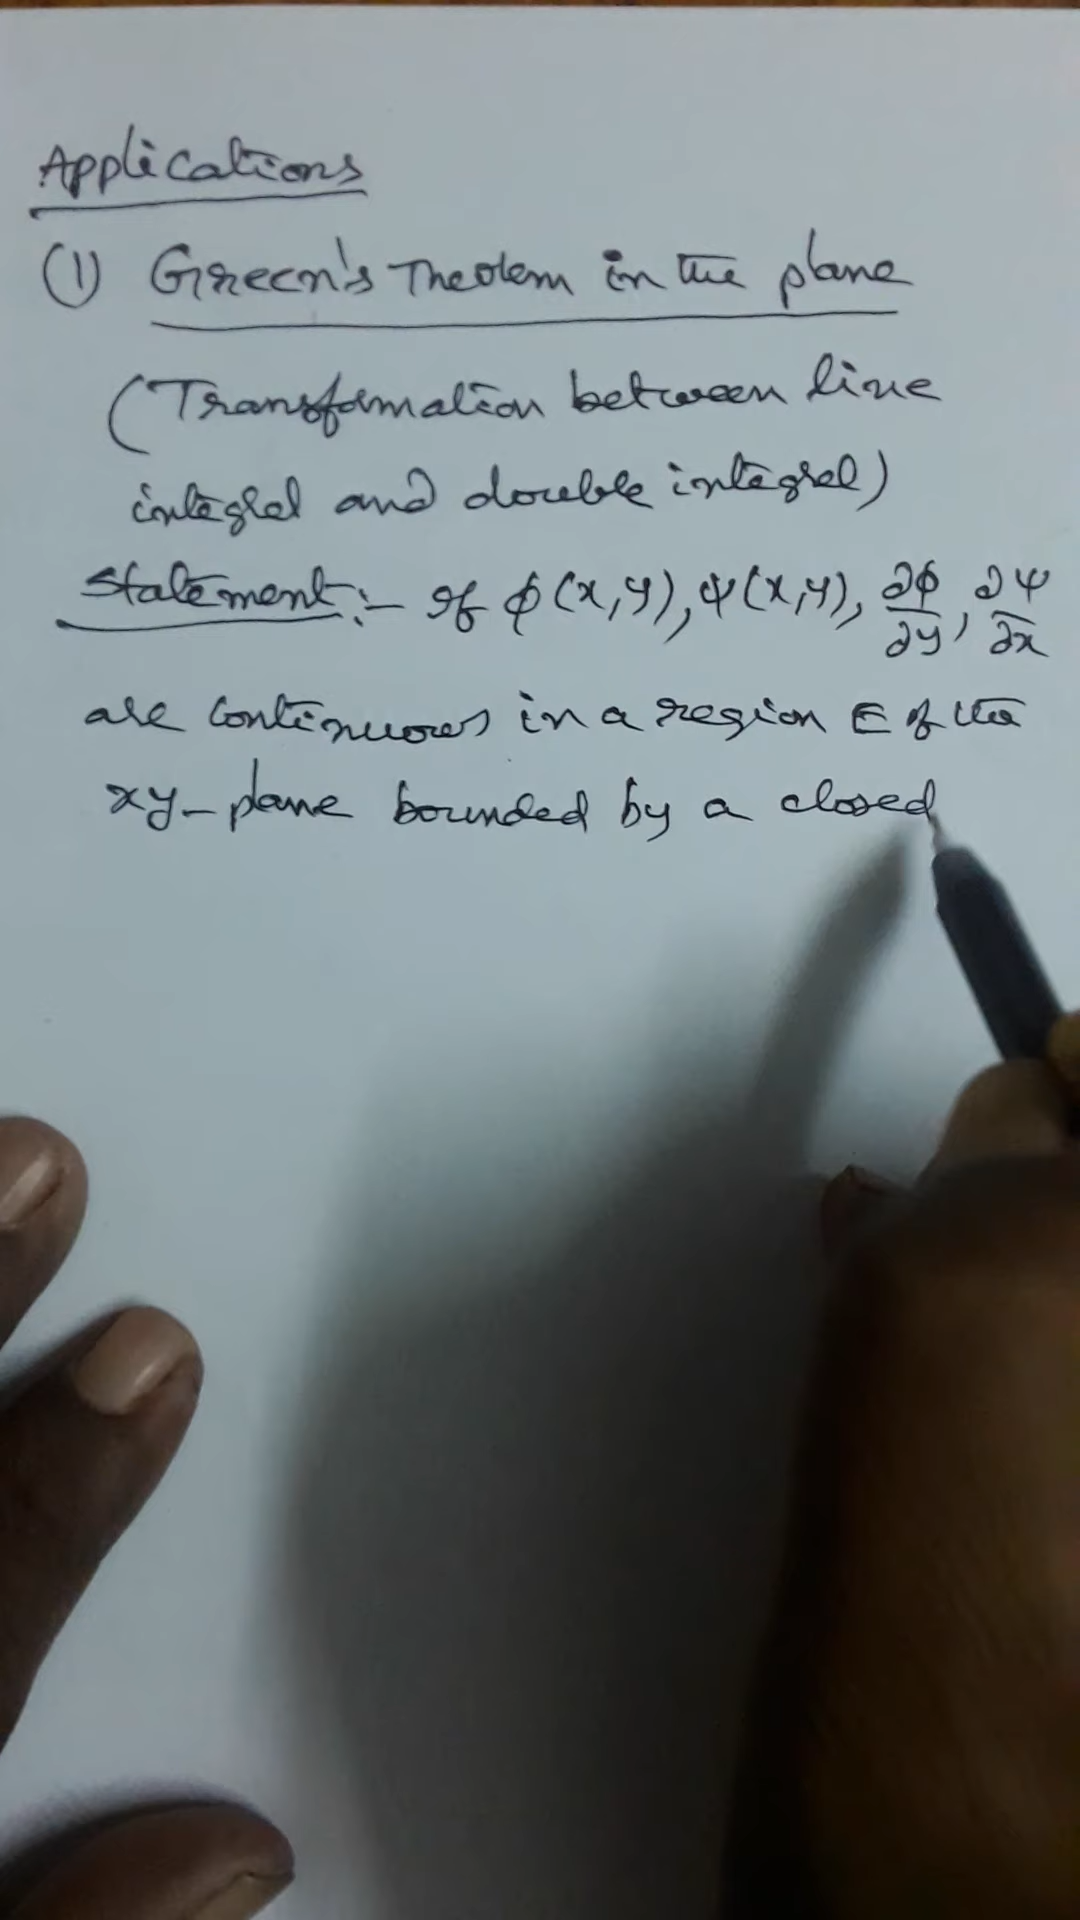 Applications
(1) Green's Theorem in the plane
(Transformation between line
integral and double integral)
Statement:- If ϕ(x,y), ψ(x,y), ∂ϕ/∂y, ∂ψ/∂x
are continuous in a region E of the
xy-plane bounded by a closed